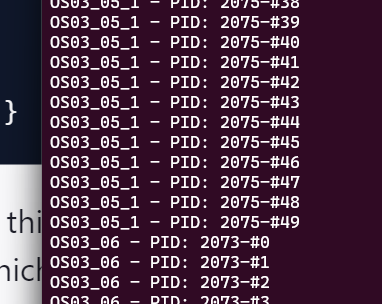 OS03_05_1 - PID: 2075-#38
OS03_05_1 - PID: 2075-#39
OS03_05_1 - PID: 2075-#40
OS03_05_1 - PID: 2075-#41
OS03_05_1 - PID: 2075-#42
}
OS03_05_1 - PID: 2075-#43
OS03_05_1 - PID: 2075-#44
OS03_05_1 - PID: 2075-#45
OS03_05_1 - PID: 2075-#46
OS03_05_1 - PID: 2075-#47
OS03_05_1 - PID: 2075-#48
thi
OS03_05_1 - PID: 2075-#49
OS03_06 - PID: 2073-#0
OS03_06 - PID: 2073-#1
OS03_06 - PID: 2073-#2
OS03_06 - PID: 2073-#3